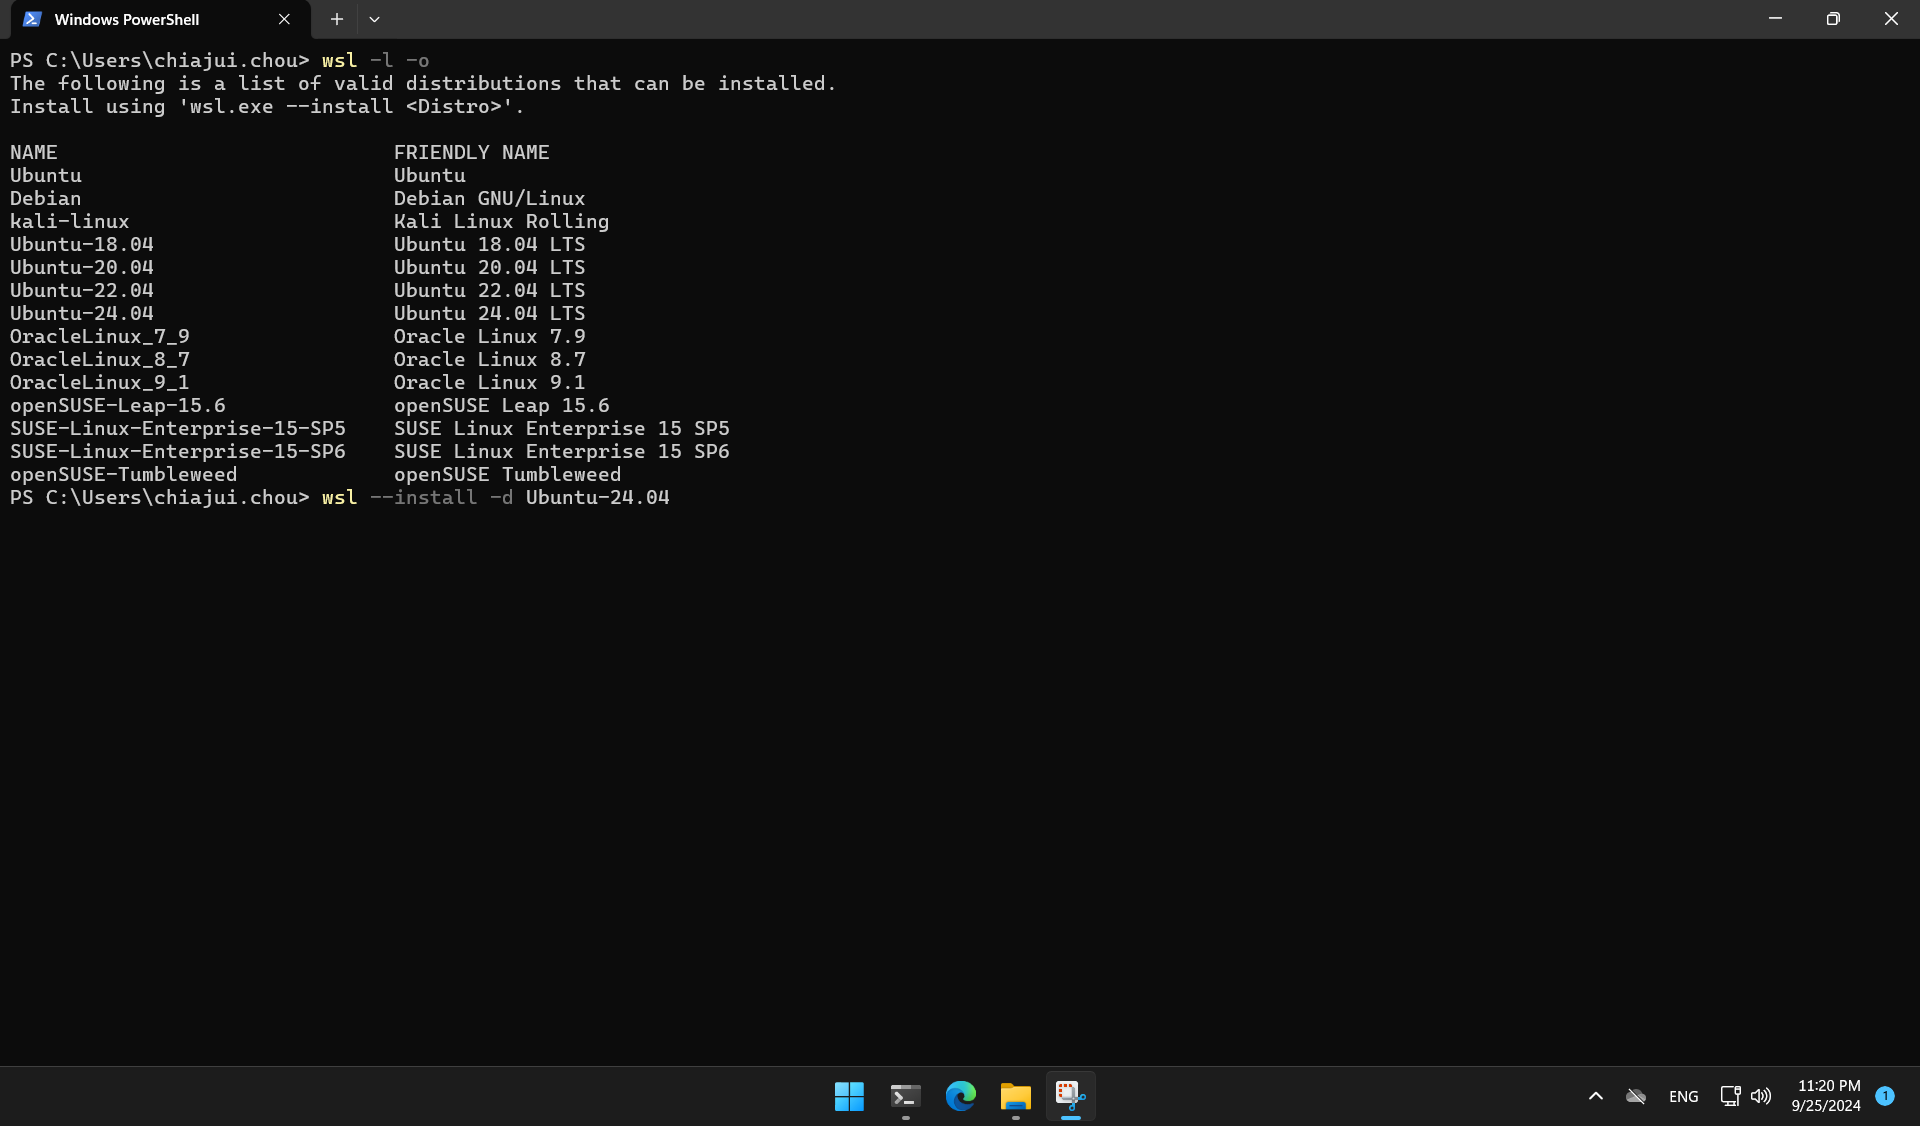 Windows PowerShell
PS C:\Users\chiajui.chou> wsl -l -o
The following is a list of valid distributions that can be installed.
Install using 'wsl.exe --install <Distro>'.
NAME                            FRIENDLY NAME
Ubuntu                          Ubuntu
Debian                          Debian GNU/Linux
kali-linux                      Kali Linux Rolling
Ubuntu-18.04                    Ubuntu 18.04 LTS
Ubuntu-20.04                    Ubuntu 20.04 LTS
Ubuntu-22.04                    Ubuntu 22.04 LTS
Ubuntu-24.04                    Ubuntu 24.04 LTS
OracleLinux_7_9                 Oracle Linux 7.9
OracleLinux_8_7                 Oracle Linux 8.7
OracleLinux_9_1                 Oracle Linux 9.1
openSUSE-Leap-15.6              openSUSE Leap 15.6
SUSE-Linux-Enterprise-15-SP5    SUSE Linux Enterprise 15 SP5
SUSE-Linux-Enterprise-15-SP6    SUSE Linux Enterprise 15 SP6
openSUSE-Tumbleweed             openSUSE Tumbleweed
PS C:\Users\chiajui.chou> wsl --install -d Ubuntu-24.04
ENG
11:20 PM
9/25/2024
1